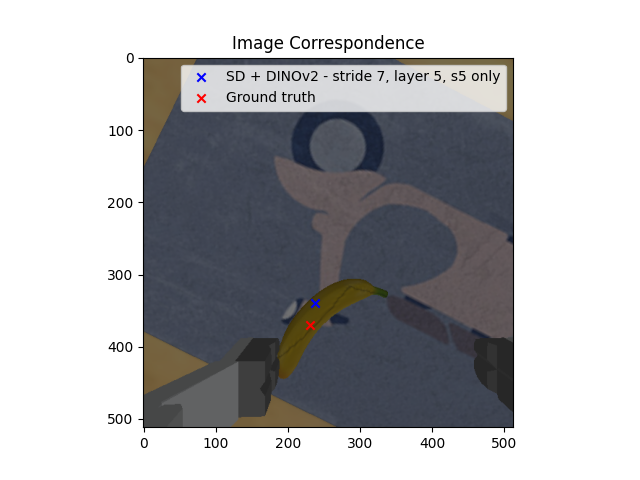 Image Correspondence
SD + DINOv2 - stride 7, layer 5, s5 only
Ground truth
0
100
200
300
400
500
0 100 200 300 400 500